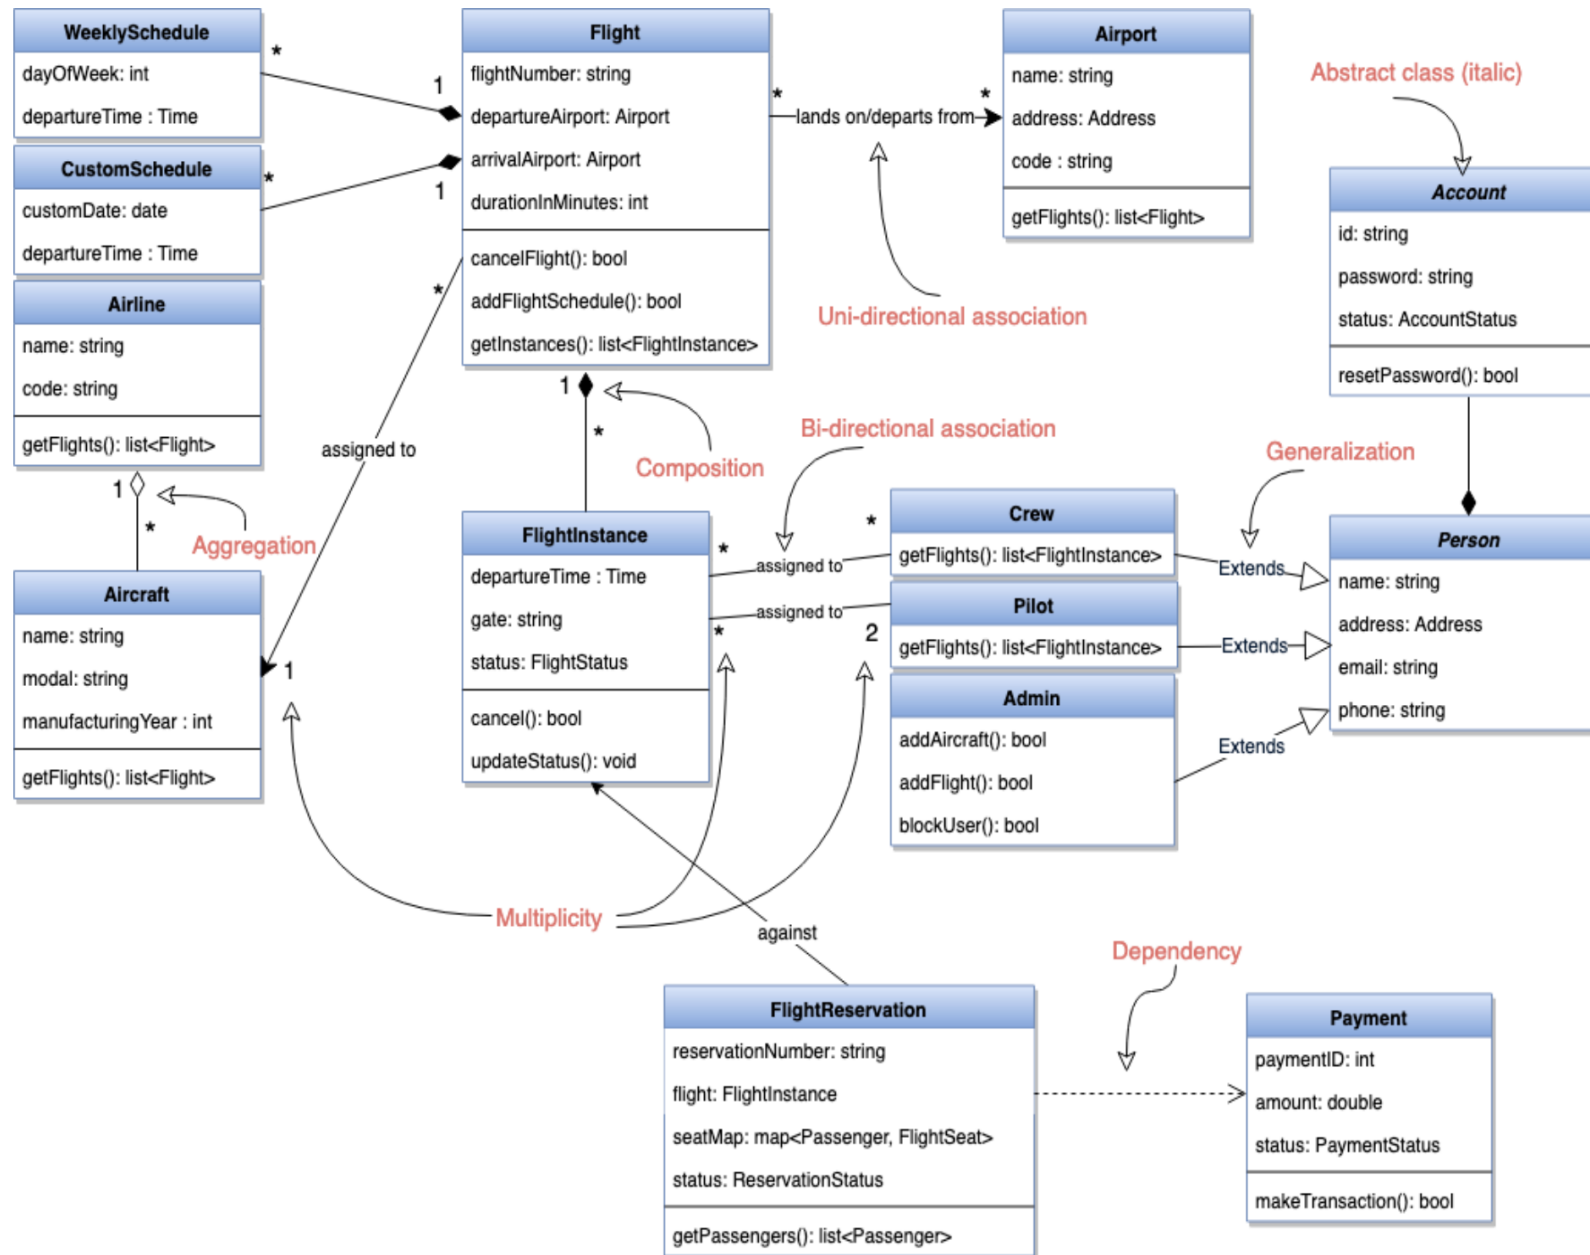 WeeklySchedule
dayOfWeek: int
departureTime : Time
*
1
CustomSchedule
customDate: date
departureTime : Time
*
1
Flight
flightNumber: string
departureAirport: Airport
arrivalAirport: Airport
durationInMinutes: int
cancelFlight(): bool
addFlightSchedule(): bool
getInstances(): list<FlightInstance>
*
lands on/departs from
*
Airport
name: string
address: Address
code : string
getFlights(): list<Flight>
Uni-directional association
Abstract class (italic)
Account
id: string
password: string
status: AccountStatus
resetPassword(): bool
Airline
name: string
code: string
getFlights(): list<Flight>
1
*
Aggregation
*
assigned to
1
Aircraft
name: string
modal: string
manufacturingYear : int
getFlights(): list<Flight>
1
*
Composition
Bi-directional association
Generalization
FlightInstance
departureTime : Time
gate: string
status: FlightStatus
cancel(): bool
updateStatus(): void
*
assigned to
*
*
assigned to
2
Crew
getFlights(): list<FlightInstance>
Pilot
getFlights(): list<FlightInstance>
Admin
addAircraft(): bool
addFlight(): bool
blockUser(): bool
Extends
Extends
Extends
Person
name: string
address: Address
email: string
phone: string
Multiplicity
against
Dependency
FlightReservation
reservationNumber: string
flight: FlightInstance
seatMap: map<Passenger, FlightSeat>
status: ReservationStatus
getPassengers(): list<Passenger>
Payment
paymentID: int
amount: double
status: PaymentStatus
makeTransaction(): bool